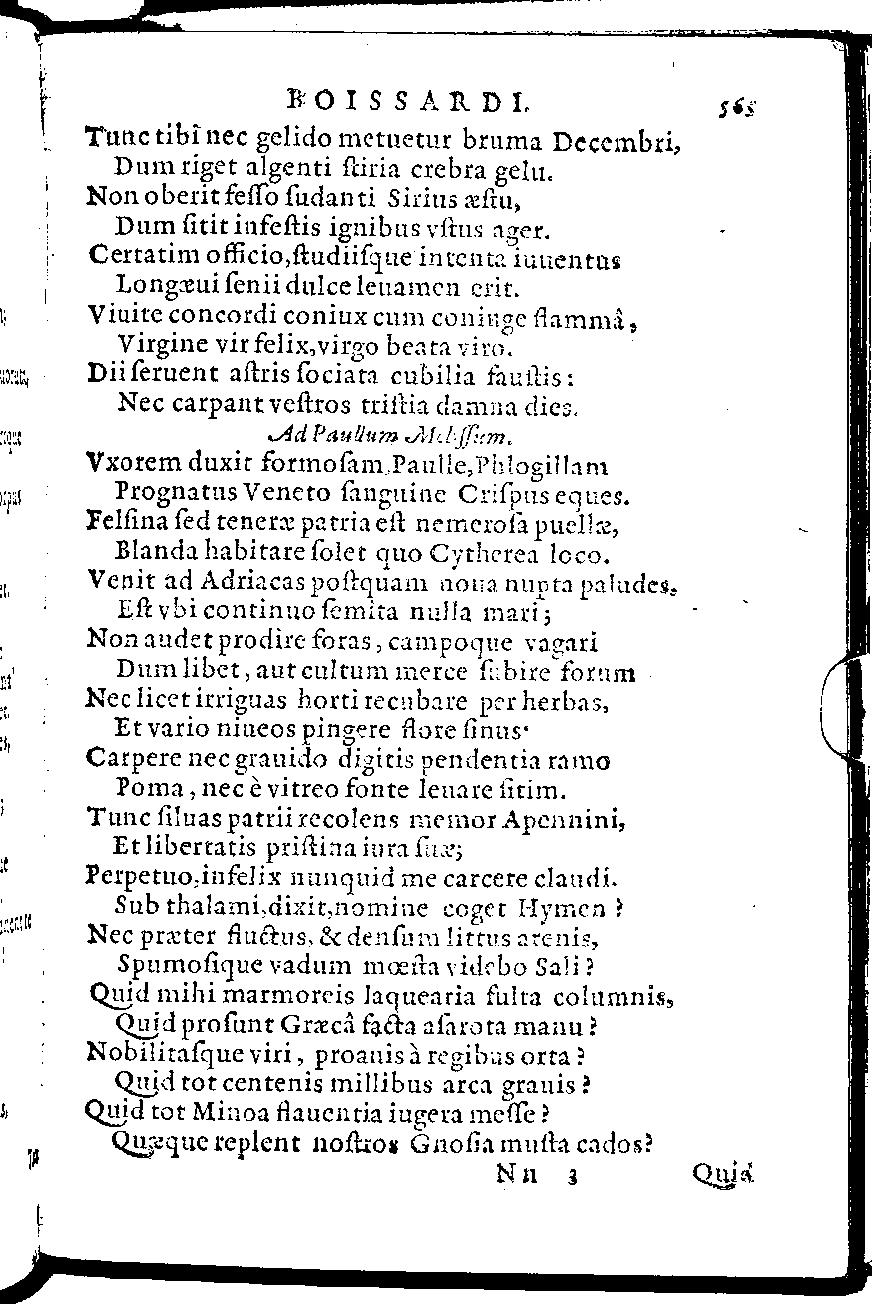 BOISSARDI. 565
Tunc tibi nec gelido metuetur bruma Decembri,
Dum riget algenti ſtiria crebra gelu.
Non oberit feſſo ſudanti Sirius æſtu,
Dum ſitit infeſtis ignibus vſtus ager.
Certatim officio, ſtudiiſque intenta iuuentus
Longæui ſenii dulce leuamen erit.
Viuite concordi coniux cum coniuge flammâ,
Virgine vir felix, virgo beata viro.
Dii ſeruent aſtris ſociata cubilia fauſtis:
Nec carpant veſtros triſtia damna dies.
Ad Paullum Meliſſum.
Vxorem duxit formoſam, Paulle, Phlogillam
Prognatus Veneto ſanguine Criſpus eques.
Felſina ſed teneræ patria eſt nemeroſa puellæ,
Blanda habitare ſolet quo Cytherea loco.
Venit ad Adriacas poſtquam noua nupta paludes.
Eſt vbi continuo ſemita nulla mari;
Non audet prodire foras, campoque vagari
Dum libet, aut cultum merce ſubire forum
Nec licet irriguas horti recubare per herbas,
Et vario niueos pingere flore ſinus.
Carpere nec grauido digitis pendentia ramo
Poma, nec è vitreo fonte leuare ſitim.
Tunc ſiluas patrii recolens memor Apennini,
Et libertatis priſtina iura ſuæ;
Perpetuo, infelix nunquid me carcere claudi.
Sub thalami, dixit, nomine coget Hymen?
Nec præter fluctus, & denſum littus arenis,
Spumoſique vadum mœſta videbo Sali?
Quid mihi marmoreis laquearia fulta columnis,
Quid proſunt Græcâ facta aſarota manu?
Nobilitaſque viri, proauis à regibus orta?
Quid tot centenis millibus arca grauis?
Quid tot Minoa flauentia iugera meſſe?
Quæque replent noſtros Gnoſia muſta cados?
Nn 3 Quid